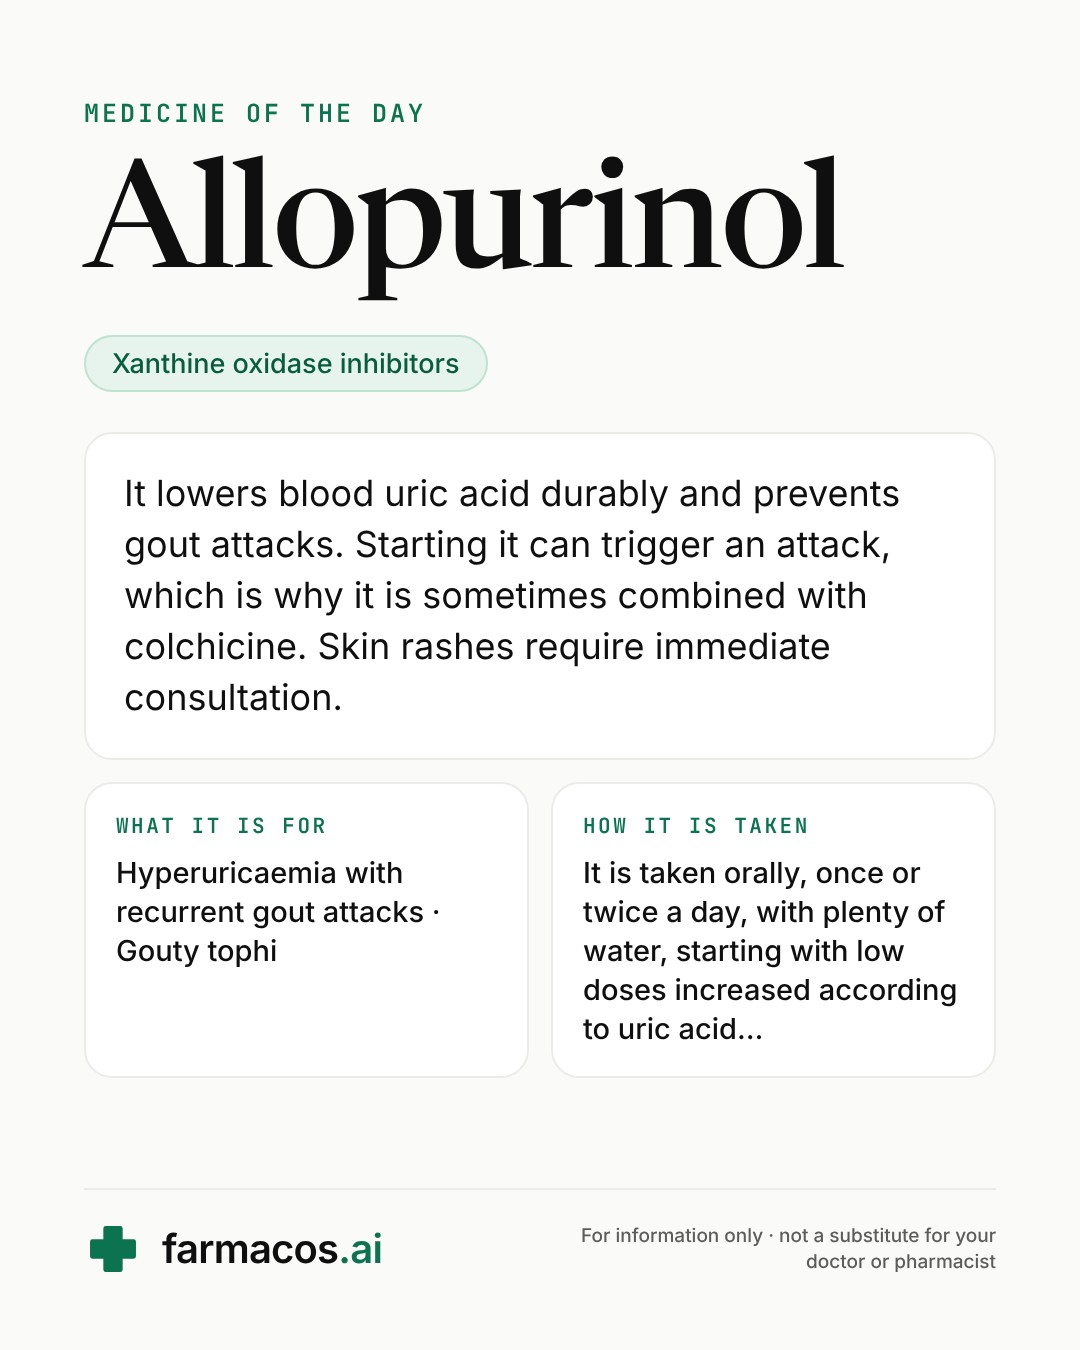 MEDICINE OF THE DAY
Allopurinol
Xanthine oxidase inhibitors
It lowers blood uric acid durably and prevents
gout attacks. Starting it can trigger an attack,
which is why it is sometimes combined with
colchicine. Skin rashes require immediate
consultation.
WHAT IT IS FOR
Hyperuricaemia with
recurrent gout attacks ·
Gouty tophi
HOW IT IS TAKEN
It is taken orally, once or
twice a day, with plenty of
water, starting with low
doses increased according
to uric acid...
farmacos.ai
For information only · not a substitute for your
doctor or pharmacist